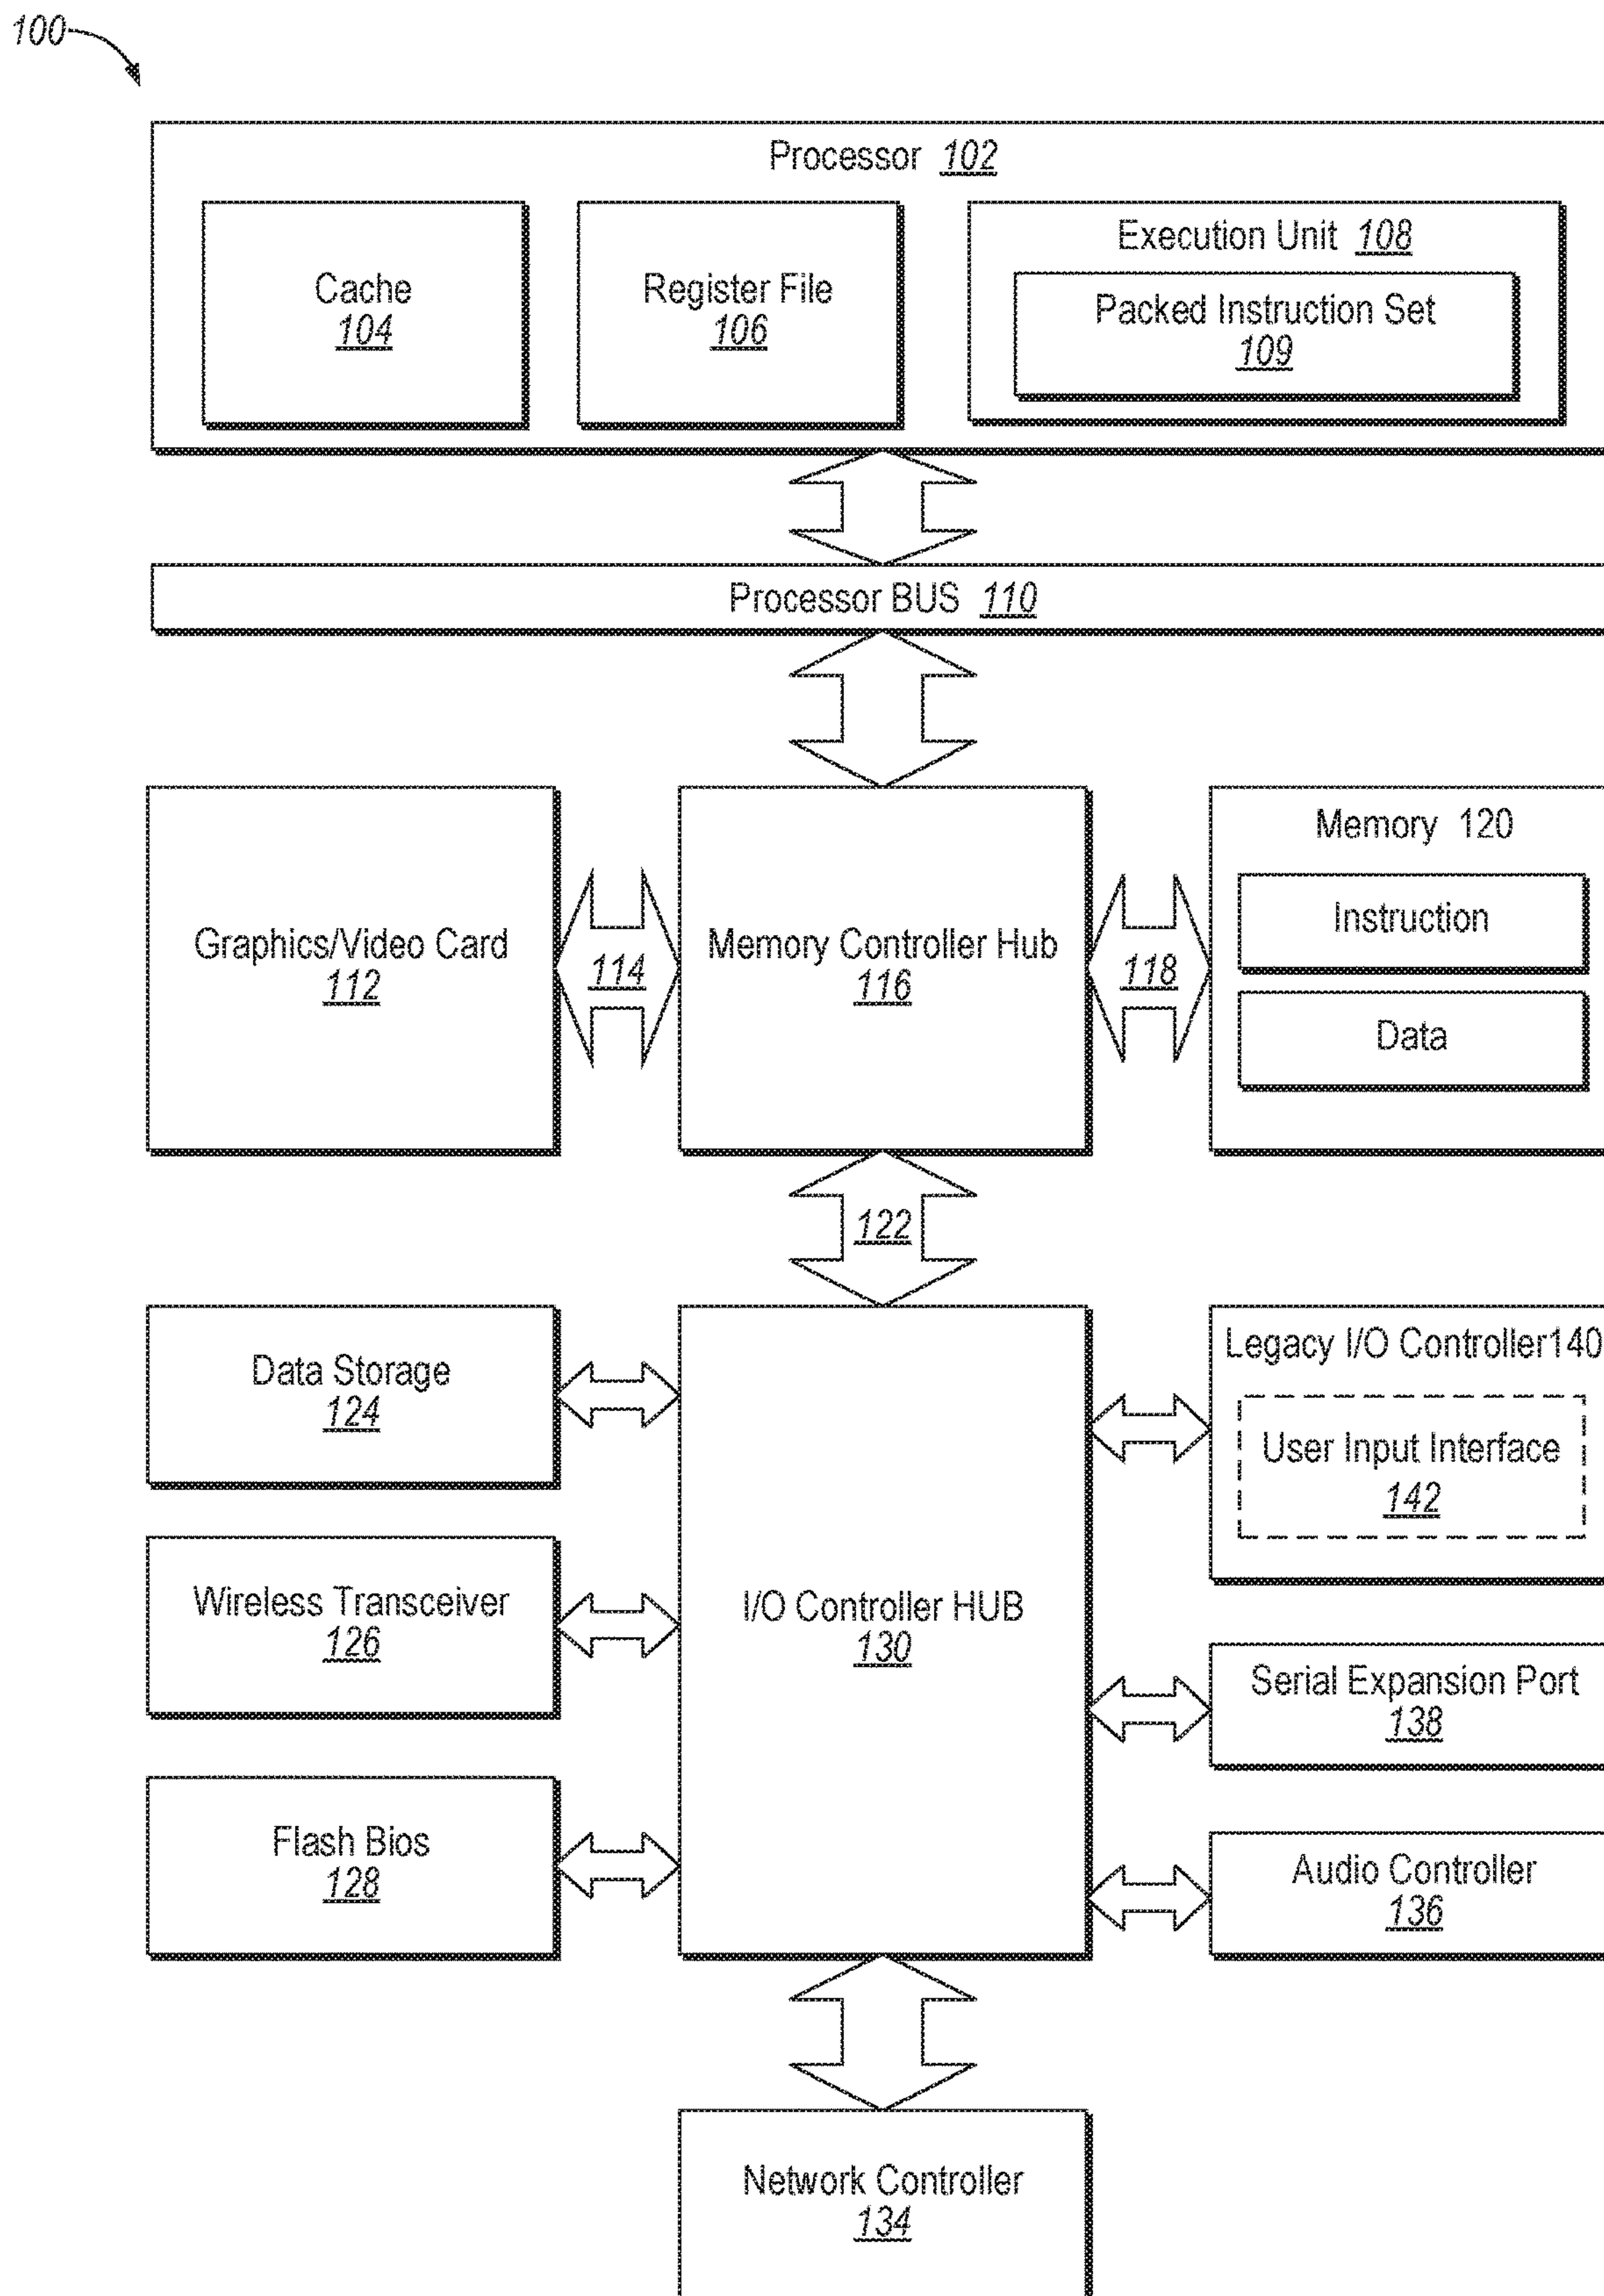 100
Processor 102
Cache
104
Register File
106
Execution Unit 108
Packed Instruction Set
109
Processor BUS 110
Graphics/Video Card
112
114
Memory Controller Hub
116
118
Memory 120
Instruction
Data
122
Data Storage
124
Wireless Transceiver
126
Flash Bios
128
I/O Controller HUB
130
Legacy I/O Controller140
User Input Interface
142
Serial Expansion Port
138
Audio Controller
136
Network Controller
134